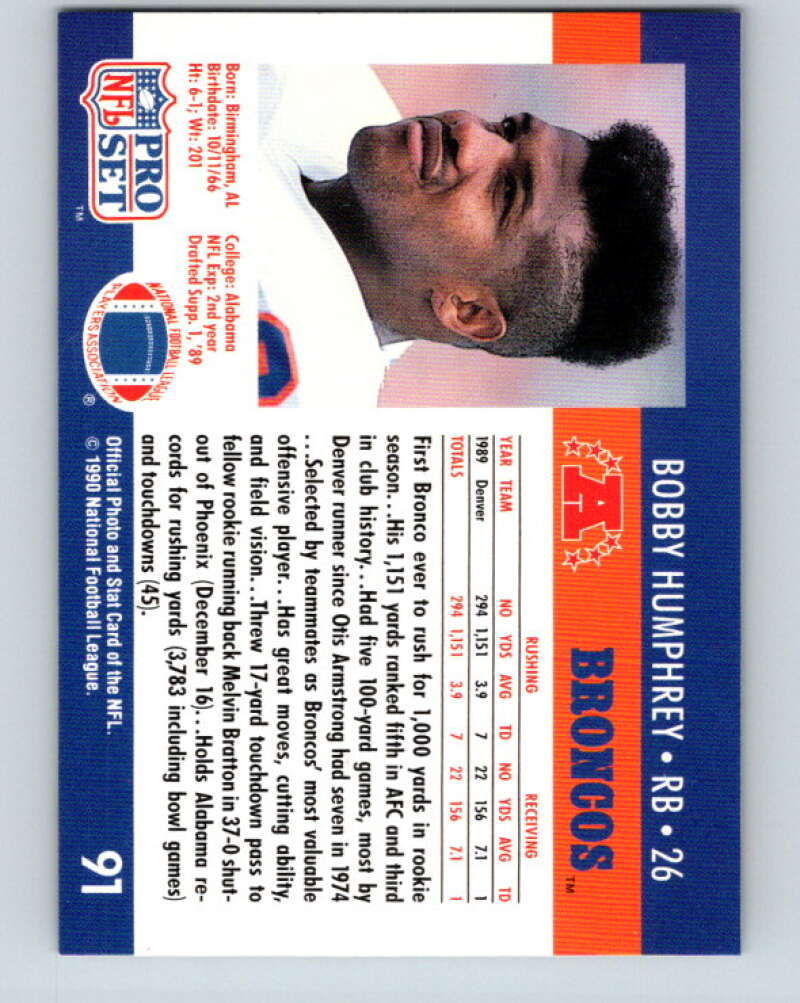 BOBBY HUMPHREY • RB • 26
A BRONCOS™
RUSHING RECEIVING
YEAR TEAM NO YDS AVG TD NO YDS AVG TD
1989 Denver 294 1,151 3.9 7 22 156 7.1 1
TOTALS 294 1,151 3.9 7 22 156 7.1 1
First Bronco ever to rush for 1,000 yards in rookie
season...His 1,151 yards ranked fifth in AFC and third
in club history...Had five 100-yard games, most by
Denver runner since Otis Armstrong had seven in 1974
...Selected by teammates as Broncos' most valuable
offensive player...Has great moves, cutting ability,
and field vision...Threw 17-yard touchdown pass to
fellow rookie running back Melvin Bratton in 37-0 shut-
out of Phoenix (December 16)...Holds Alabama re-
cords for rushing yards (3,783 including bowl games)
and touchdowns (45).
Born: Birmingham, AL
Birthdate: 10/11/66
Ht: 6-1; Wt: 201
College: Alabama
NFL Exp: 2nd year
Drafted Supp. 1, '89
NFL PRO SET™
NATIONAL FOOTBALL LEAGUE
PLAYERS ASSOCIATION®
Official Photo and Stat Card of the NFL.
© 1990 National Football League.
91